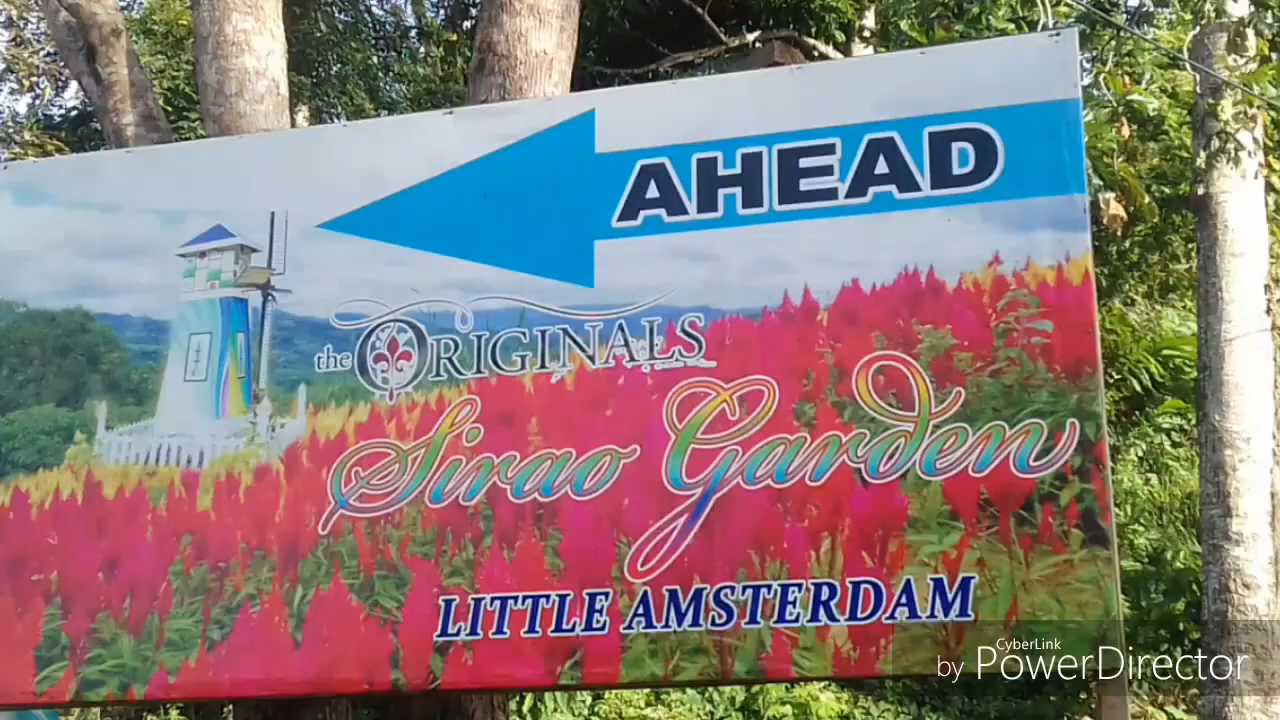 AHEAD
the ORIGINALS
Sirao Garden
LITTLE AMSTERDAM
CyberLink
by PowerDirector